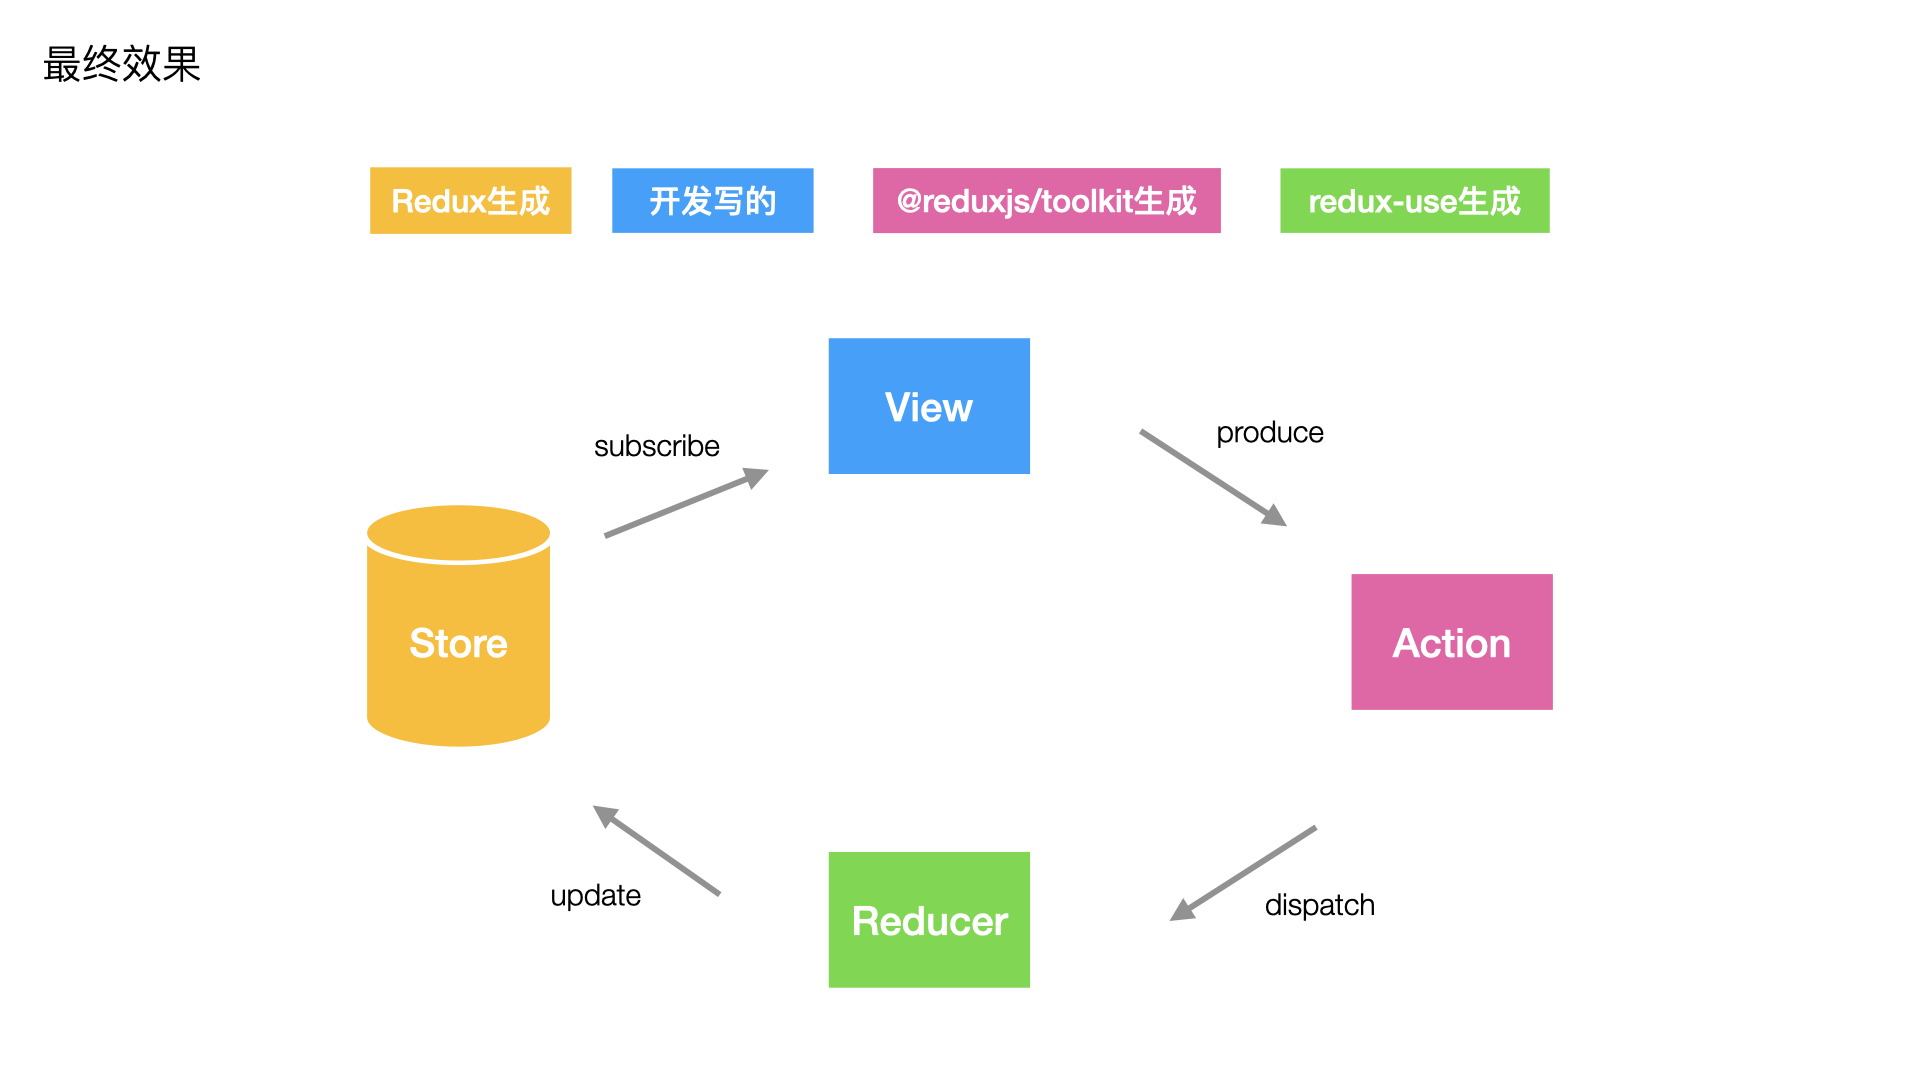 最终效果
Redux生成
开发写的
@reduxjs/toolkit生成
redux-use生成
View
subscribe
produce
Store
Action
update
Reducer
dispatch